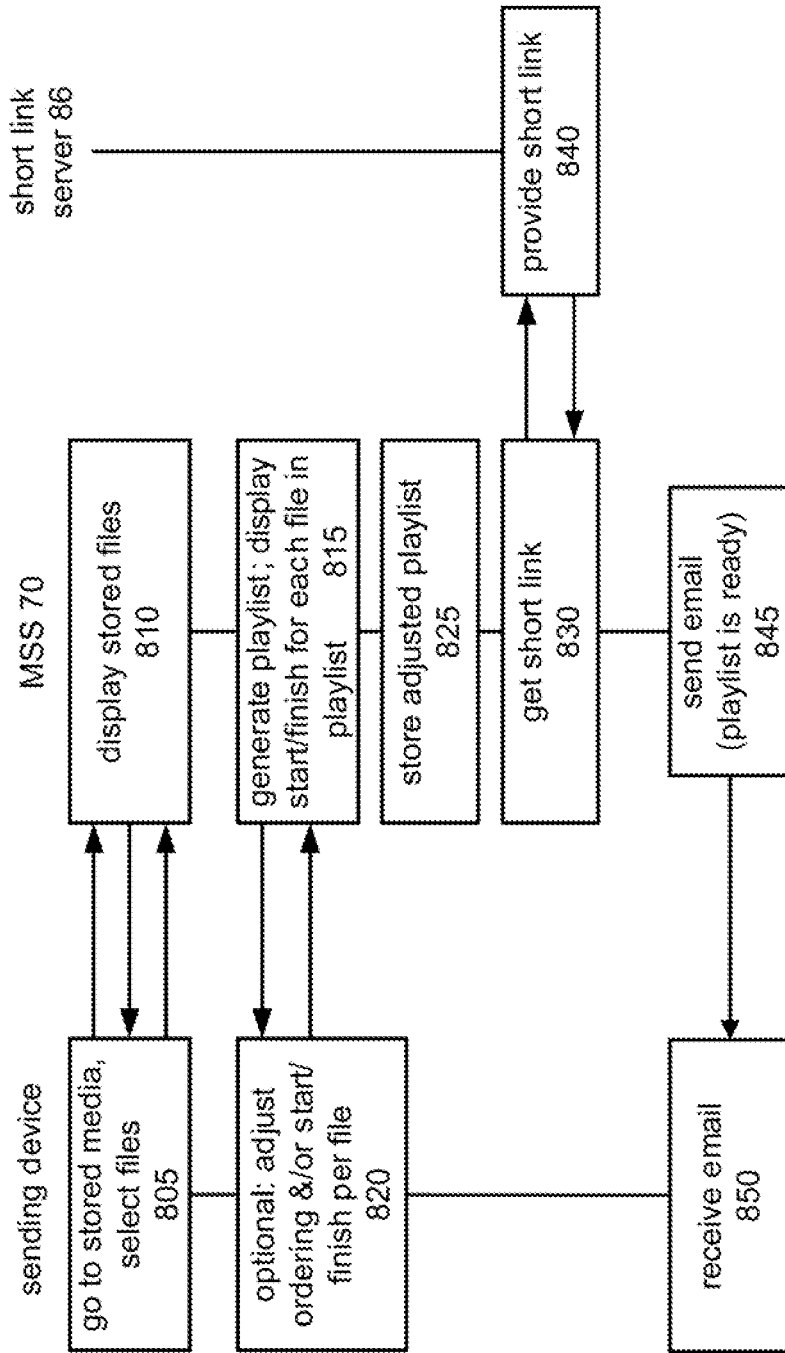 sending device
go to stored media,
select files
805
optional: adjust
ordering &/or start/
finish per file
820
receive email
850
MSS 70
display stored files
810
generate playlist; display
start/finish for each file in
playlist 815
store adjusted playlist
825
get short link
830
send email
(playlist is ready)
845
short link
server 86
provide short link
840